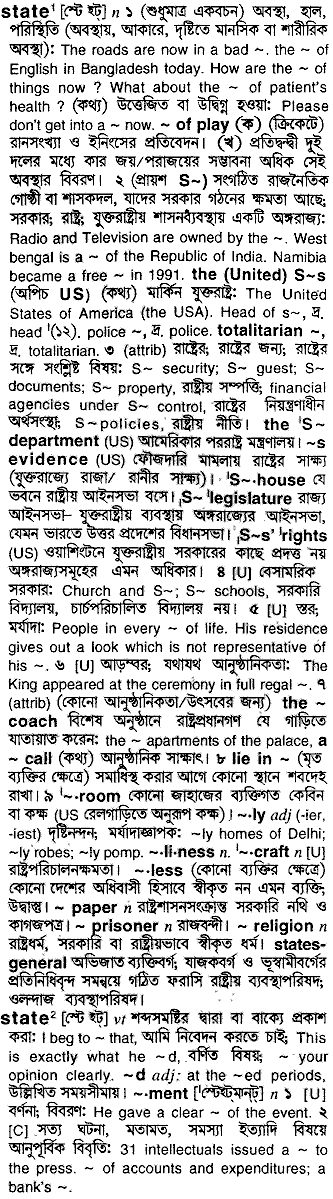 state¹ [স্টেইট্] n ১ (শুধুমাত্র একবচন) অবস্থা, হাল,
পরিস্থিতি (অবস্থায়, আকারে, দৃষ্টিতে মানসিক বা শারীরিক
অবস্থা): The roads are now in a bad ~. the ~ of
English in Bangladesh today. How are the ~ of
things now ? What about the ~ of patient's
health ? (কথ্য) উত্তেজিত বা উদ্বিগ্ন হওয়া: Please
don't get into a ~ now. ~ of play (ক) (ক্রিকেটে)
রানসংখ্যা ও ইনিংসের প্রতিবেদন। (খ) প্রতিদ্বন্দ্বী দুই
দলের মধ্যে কার জয়/পরাজয়ের সম্ভাবনা অধিক সেই
অবস্থার বিবরণ। ২ (প্রায়শ S~) সংগঠিত রাজনৈতিক
গোষ্ঠী বা শাসকদল, যাদের সরকার গঠনের ক্ষমতা আছে;
সরকার; রাষ্ট্র; যুক্তরাষ্ট্রীয় শাসনব্যবস্থায় একটি অঙ্গরাজ্য:
Radio and Television are owned by the ~. West
bengal is a ~ of the Republic of India. Namibia
became a free ~ in 1991. the (United) S~s
(অপিচ US) (কথ্য) মার্কিন যুক্তরাষ্ট্র: The United
States of America (the USA). Head of s~, দ্র.
head ¹(১২). police ~, দ্র. police. totalitarian ~,
দ্র. totalitarian. ৩ (attrib) রাষ্ট্রের; রাষ্ট্রের জন্য; রাষ্ট্রের
সঙ্গে সংশ্লিষ্ট বিষয়: S~ security; S~ guest; S~
documents; S~ property, রাষ্ট্রীয় সম্পত্তি; financial
agencies under S~ control, রাষ্ট্রের নিয়ন্ত্রণাধীন
অর্থসংস্থা; S~policies, রাষ্ট্রীয় নীতি। the ˈS~
department (US) আমেরিকার পররাষ্ট্র মন্ত্রণালয়। ~s
evidence (US) ফৌজদারি মামলায় রাষ্ট্রের সাক্ষ্য
(যুক্তরাজ্যে রাজা/ রানীর সাক্ষ্য)। ˈS~·house যে
ভবনে রাষ্ট্রীয় আইনসভা বসে। ˌS~ ˈlegislature রাজ্য
আইনসভা– যুক্তরাষ্ট্রীয় ব্যবস্থায় অঙ্গরাজ্যের আইনসভা,
যেমন ভারতে উত্তর প্রদেশের বিধানসভা। ˌS~s' ˈrights
(US) ওয়াশিংটনে যুক্তরাষ্ট্রীয় সরকারের কাছে প্রদত্ত নয়
অঙ্গরাজ্যসমূহের এমন অধিকার। ৪ [U] বেসামরিক
সরকার: Church and S~; S~ schools, সরকারি
বিদ্যালয়, চার্চপরিচালিত বিদ্যালয় নয়। ৫ [U] স্তর;
মর্যাদা: People in every ~ of life. His residence
gives out a look which is not representative of
his ~. ৬ [U] আড়ম্বর; যথাযথ আনুষ্ঠানিকতা: The
King appeared at the ceremony in full regal ~. ৭
(attrib) (কোনো আনুষ্ঠানিকতা/উৎসবের জন্য) the ~
coach বিশেষ অনুষ্ঠানে রাষ্ট্রপ্রধানগণ যে গাড়িতে
যাতায়াত করেন: the ~ apartments of the palace, a
~ call (কথ্য) আনুষ্ঠানিক সাক্ষাৎ। ৮ lie in ~ (মৃত
ব্যক্তির ক্ষেত্রে) সমাধিস্থ করার আগে কোনো স্থানে শবদেহ
রাখা। ৯ ˈ~·room কোনো জাহাজের ব্যক্তিগত কেবিন
বা কক্ষ (US রেলগাড়িতে অনুরূপ কক্ষ) ।~·ly adj (-ier,
-iest) দৃষ্টিনন্দন; মর্যাদাজ্ঞাপক: ~ly homes of Delhi;
~ly robes; ~ly pomp. ~·li·ness n. ˈ~·craft n [U]
রাষ্ট্রপরিচালনক্ষমতা। ~·less (কোনো ব্যক্তির ক্ষেত্রে)
কোনো দেশের অধিবাসী হিসাবে স্বীকৃত নন এমন ব্যক্তি;
উদ্বাস্তু। ~ paper n রাষ্ট্রশাসনসংক্রান্ত সরকারি নথি ও
কাগজপত্র। ~ prisoner n রাজবন্দী। ~ religion n
রাষ্ট্রধর্ম, সরকারি বা রাষ্ট্রীয়ভাবে স্বীকৃত ধর্ম। states-
general অভিজাত ব্যক্তিবর্গ; যাজকবর্গ ও ভূস্বামীবর্গের
প্রতিনিধিবৃন্দ সমন্বয়ে গঠিত ফরাসি রাষ্ট্রীয় ব্যবস্থাপরিষদ;
ওলন্দাজ ব্যবস্থাপরিষদ।
state² [স্টেইট্] vt শব্দসমষ্টির দ্বারা বা বাক্যে প্রকাশ
করা: I beg to ~ that, আমি নিবেদন করতে চাই; This
is exactly what he ~d, বর্ণিত বিষয়; ~ your
opinion clearly. ~d adj: at the ~ed periods,
উল্লিখিত সময়সীমায়। ~·ment [ˈস্টেইট্মান্ট্] n ১ [U]
বর্ণনা; বিবরণ: He gave a clear ~ of the event. ২
[C] সত্য ঘটনা, মতামত, সমস্যা ইত্যাদি বিষয়ে
আনুপূর্বিক বিবৃতি: 31 intellectuals issued a ~ to
the press. ~ of accounts and expenditures; a
bank's ~.